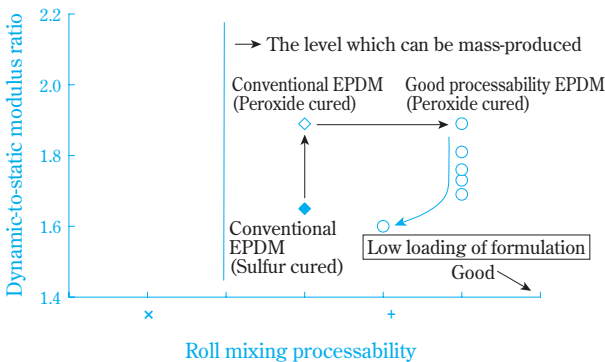 Dynamic-to-static modulus ratio
2.2
2.0
1.8
1.6
1.4
The level which can be mass-produced
Conventional EPDM
(Peroxide cured)
Good processability EPDM
(Peroxide cured)
Conventional
EPDM
(Sulfur cured)
Low loading of formulation
Good
×
+
Roll mixing processability